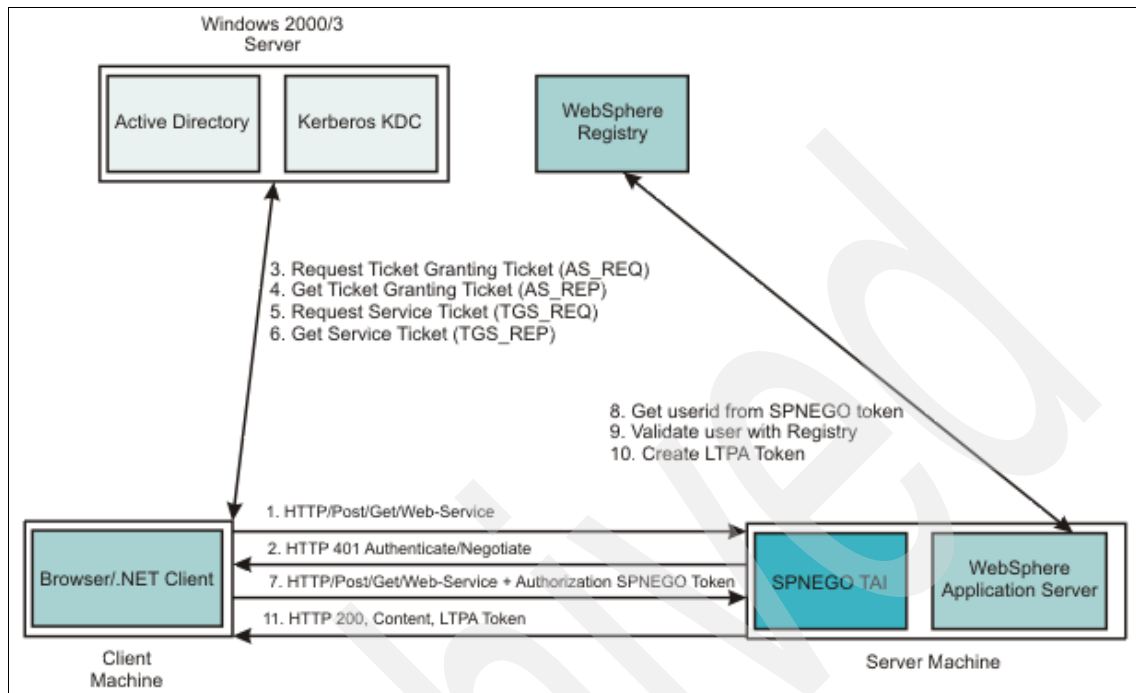 Windows 2000/3
Server
Active Directory
Kerberos KDC
WebSphere
Registry
3. Request Ticket Granting Ticket (AS_REQ)
4. Get Ticket Granting Ticket (AS_REP)
5. Request Service Ticket (TGS_REQ)
6. Get Service Ticket (TGS_REP)
8. Get userid from SPNEGO token
9. Validate user with Registry
10. Create LTPA Token
1. HTTP/Post/Get/Web-Service
2. HTTP 401 Authenticate/Negotiate
7. HTTP/Post/Get/Web-Service + Authorization SPNEGO Token
11. HTTP 200, Content, LTPA Token
Browser/.NET Client
SPNEGO TAI
WebSphere
Application Server
Client
Machine
Server Machine